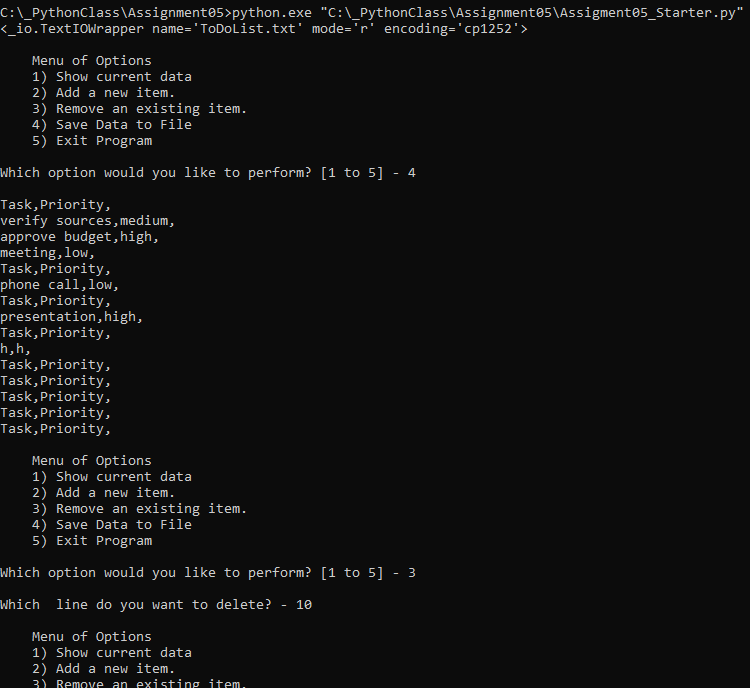 C:\_PythonClass\Assignment05>python.exe "C:\_PythonClass\Assignment05\Assigment05_Starter.py"
<_io.TextIOWrapper name='ToDoList.txt' mode='r' encoding='cp1252'>
Menu of Options
1) Show current data
2) Add a new item.
3) Remove an existing item.
4) Save Data to File
5) Exit Program
Which option would you like to perform? [1 to 5] - 4
Task,Priority,
verify sources,medium,
approve budget,high,
meeting,low,
Task,Priority,
phone call,low,
Task,Priority,
presentation,high,
Task,Priority,
h,h,
Task,Priority,
Task,Priority,
Task,Priority,
Task,Priority,
Task,Priority,
Menu of Options
1) Show current data
2) Add a new item.
3) Remove an existing item.
4) Save Data to File
5) Exit Program
Which option would you like to perform? [1 to 5] - 3
Which  line do you want to delete? - 10
Menu of Options
1) Show current data
2) Add a new item.
3) Remove an existing item.